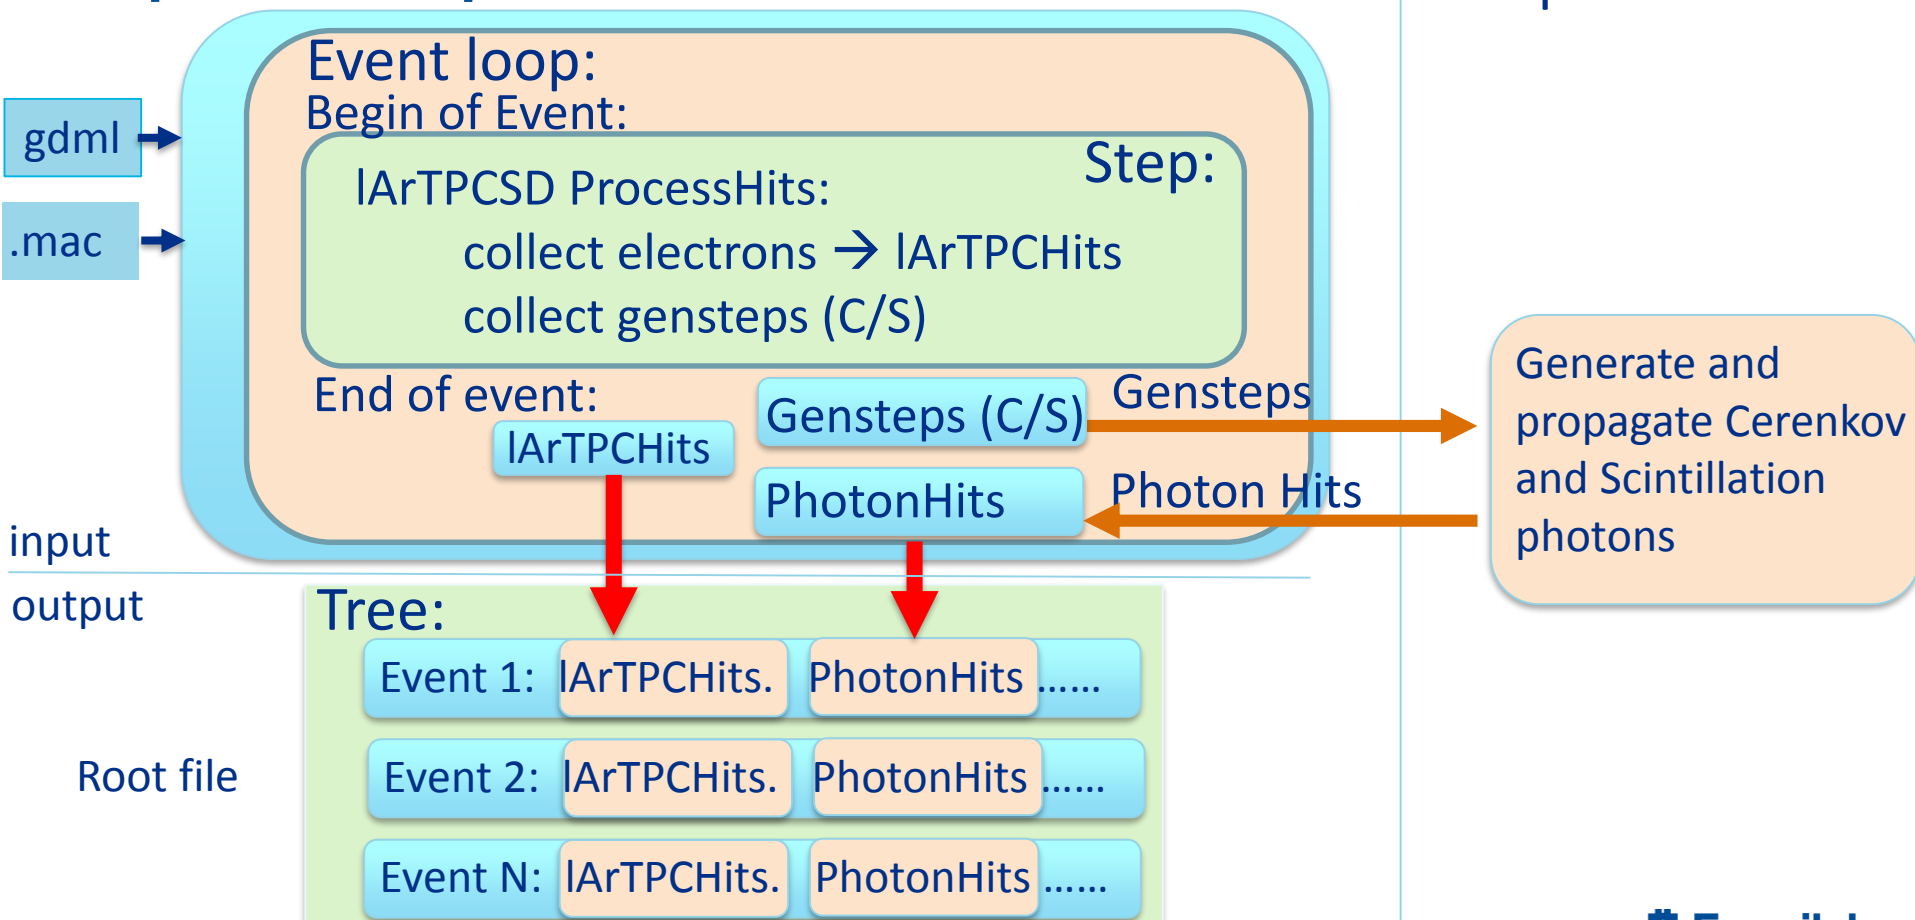 Event loop:
Begin of Event:
gdml
Step:
lArTPCSD ProcessHits:
.mac
collect electrons → lArTPCHits
collect gensteps (C/S)
End of event:
Gensteps (C/S)
Gensteps
lArTPCHits
PhotonHits
Photon Hits
Generate and
propagate Cerenkov
and Scintillation
photons
input
output
Tree:
Event 1: lArTPCHits. PhotonHits ......
Root file
Event 2: lArTPCHits. PhotonHits ......
Event N: lArTPCHits. PhotonHits ......